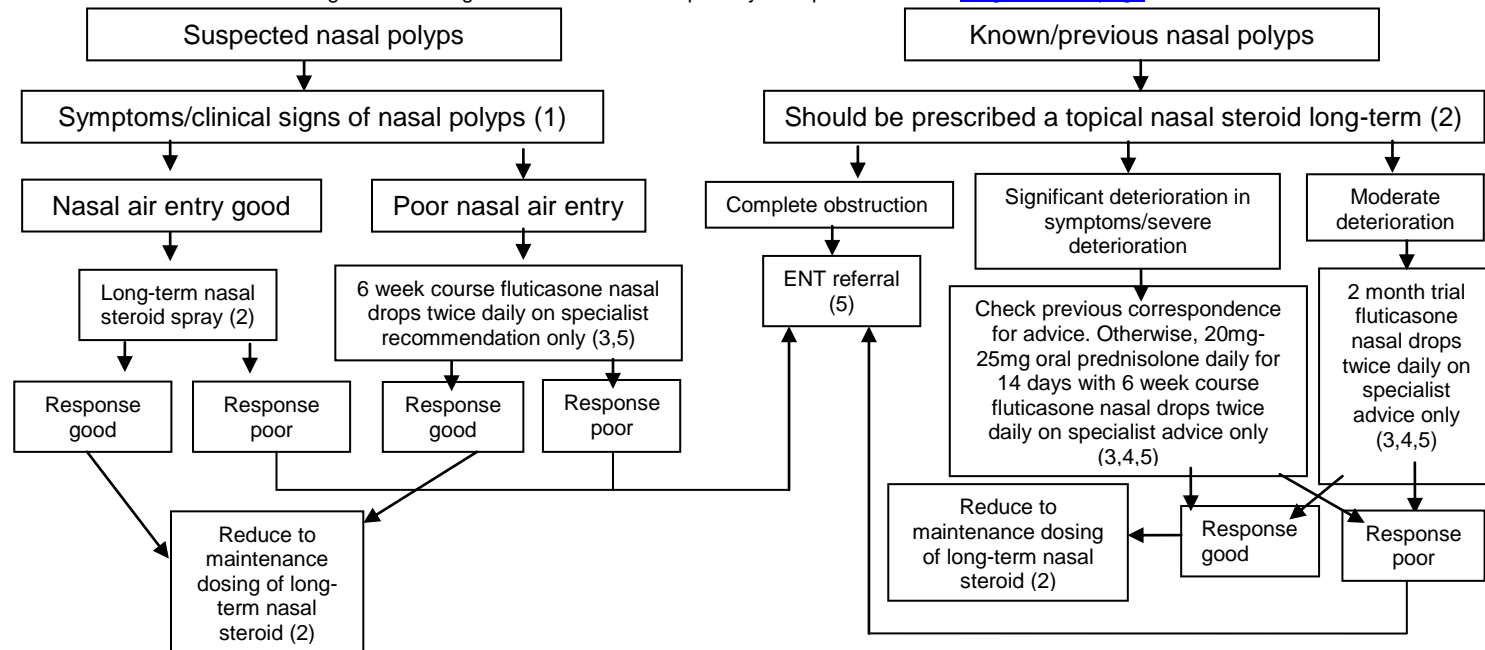 Suspected nasal polyps
Known/previous nasal polyps
Symptoms/clinical signs of nasal polyps (1)
Should be prescribed a topical nasal steroid long-term (2)
Nasal air entry good
Poor nasal air entry
Complete obstruction
Significant deterioration in
symptoms/severe
deterioration
Moderate
deterioration
Long-term nasal
steroid spray (2)
6 week course fluticasone nasal
drops twice daily on specialist
recommendation only (3,5)
ENT referral
(5)
Check previous correspondence
for advice. Otherwise, 20mg-
25mg oral prednisolone daily for
14 days with 6 week course
fluticasone nasal drops twice
daily on specialist advice only
(3,4,5)
2 month trial
fluticasone
nasal drops
twice daily on
specialist
advice only
(3,4,5)
Response
good
Response
poor
Response
good
Response
poor
Reduce to
maintenance
dosing of long-
term nasal
steroid (2)
Reduce to
maintenance dosing
of long-term nasal
steroid (2)
Response
good
Response
poor